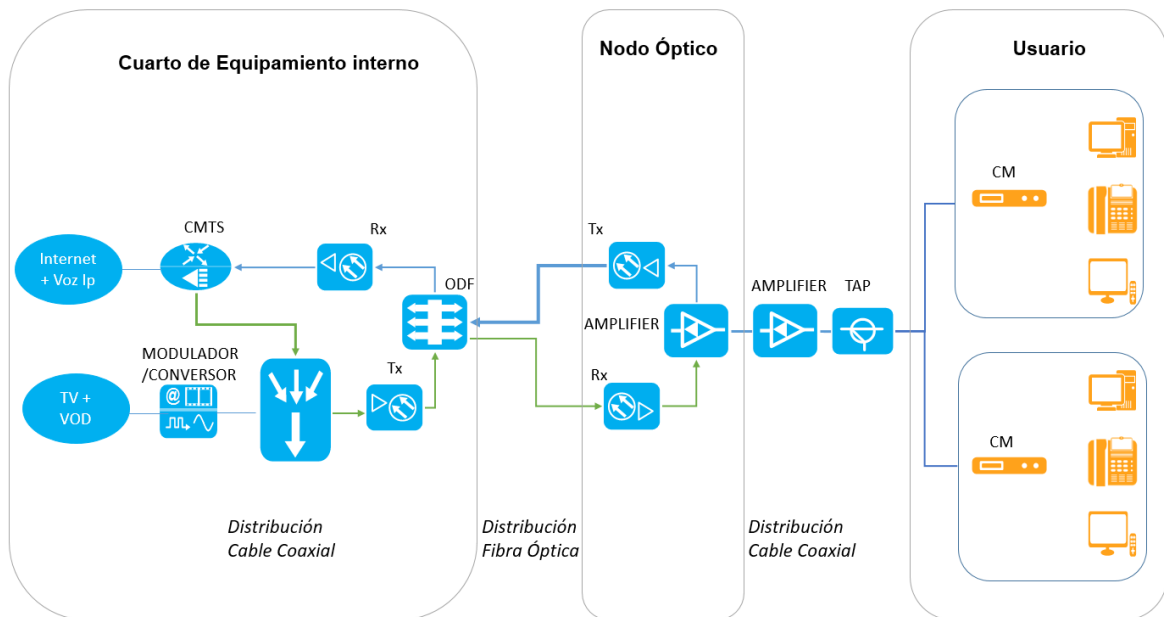 Cuarto de Equipamiento interno
Nodo Óptico
Usuario
CMTS
Rx
Internet
+ Voz Ip
ODF
MODULADOR
/CONVERSOR
@
Tx
TV +
VOD
Tx
AMPLIFIER
Rx
AMPLIFIER
TAP
CM
CM
Distribución
Cable Coaxial
Distribución
Fibra Óptica
Distribución
Cable Coaxial